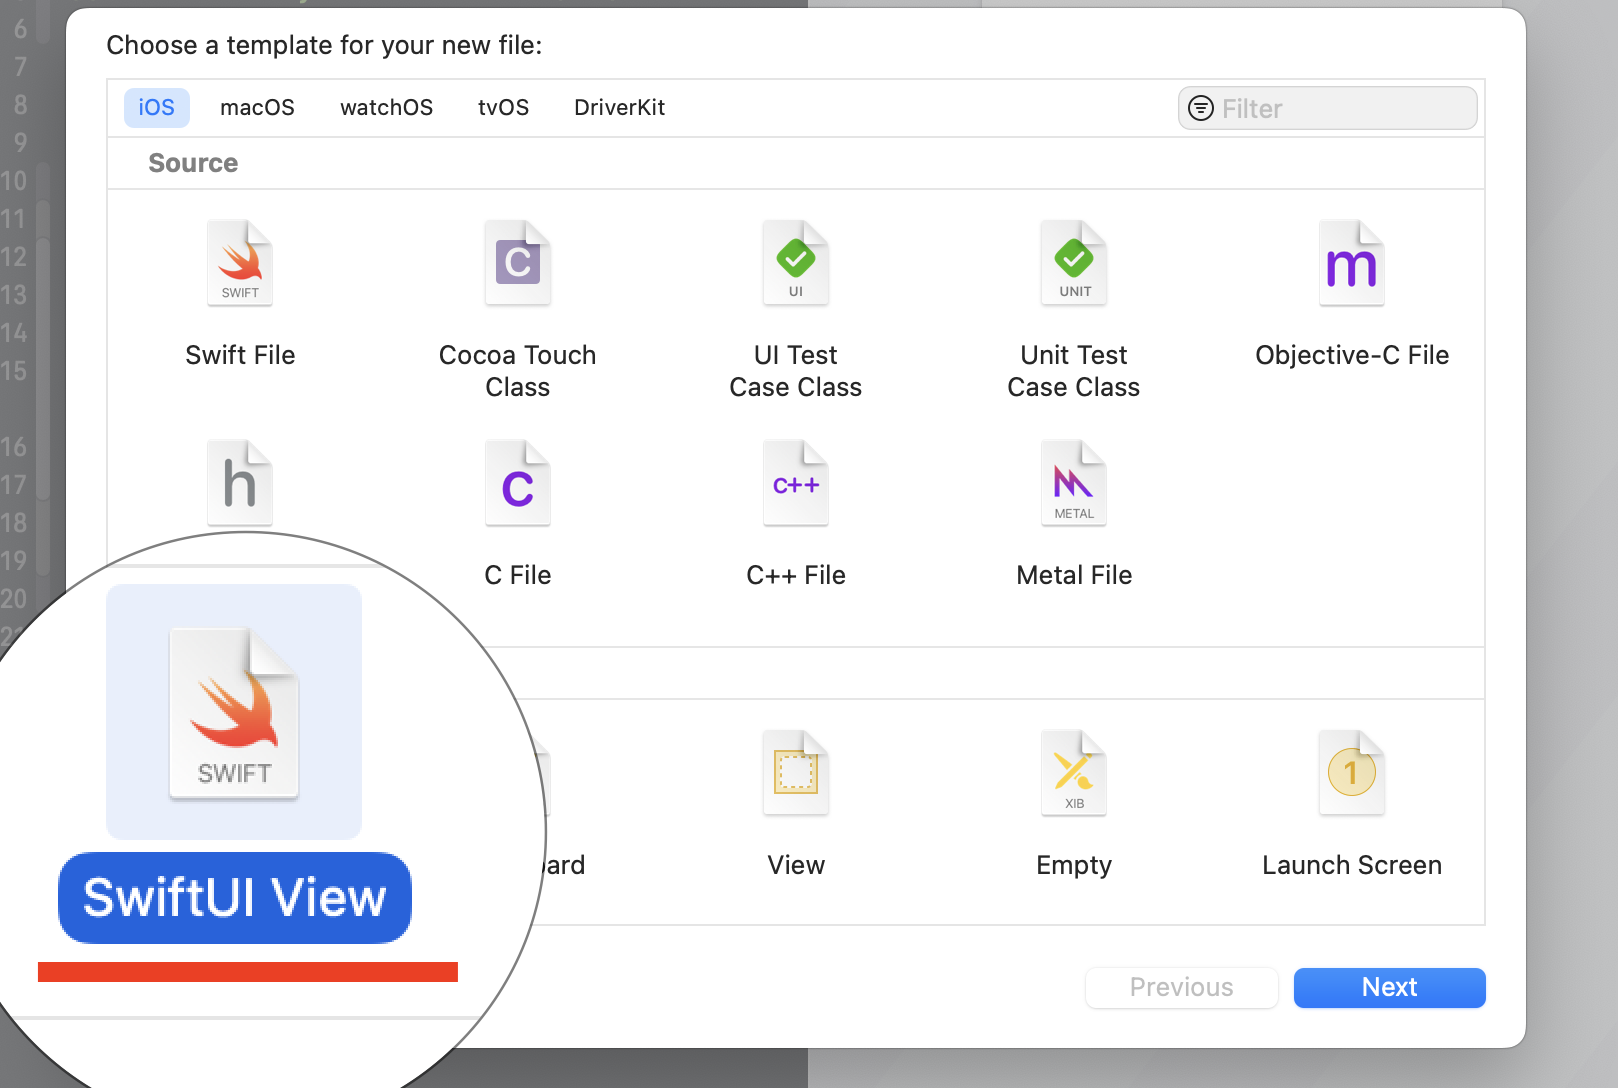 Choose a template for your new file:
iOS macOS watchOS tvOS DriverKit Filter
Source
SWIFT C UI UNIT m
Swift File Cocoa Touch Class UI Test Case Class Unit Test Case Class Objective-C File
h C C++ METAL
C File C++ File Metal File
SWIFT XIB 1
SwiftUI View ard View Empty Launch Screen
Previous Next
6
7
8
9
10
11
12
13
14
15
16
17
18
19
20